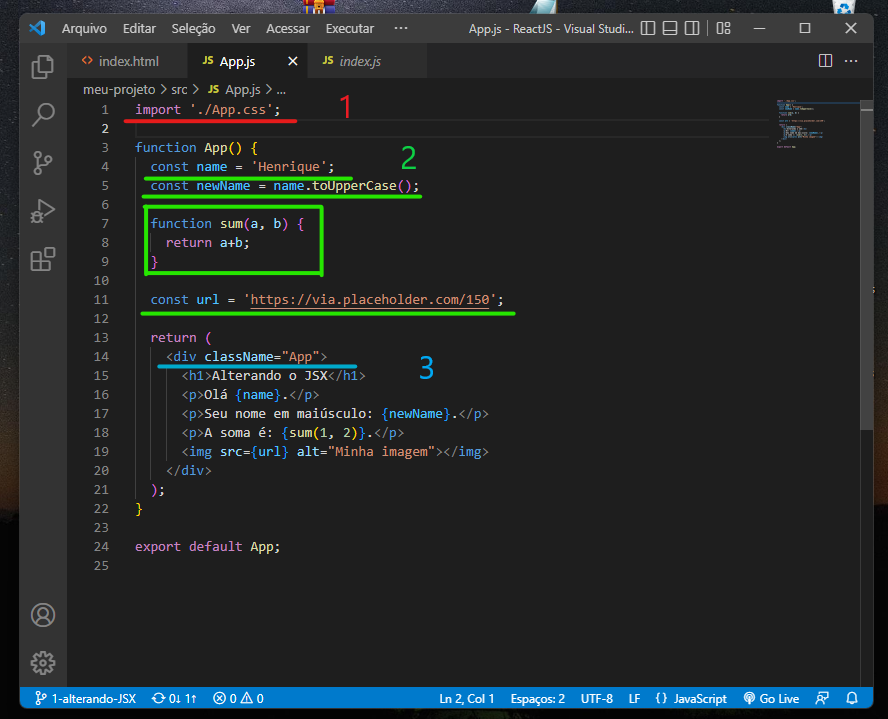 Arquivo Editar Seleção Ver Acessar Executar ··· App.js - ReactJS - Visual Studi...
<> index.html JS App.js × JS index.js ···
meu-projeto > src > JS App.js > ...
1 import './App.css'; 1
2
3 function App() {
4 const name = 'Henrique'; 2
5 const newName = name.toUpperCase();
6
7 function sum(a, b) {
8 return a+b;
9 }
10
11 const url = 'https://via.placeholder.com/150';
12
13 return (
14 <div className="App"> 3
15 <h1>Alterando o JSX</h1>
16 <p>Olá {name}.</p>
17 <p>Seu nome em maiúsculo: {newName}.</p>
18 <p>A soma é: {sum(1, 2)}.</p>
19 <img src={url} alt="Minha imagem"></img>
20 </div>
21 );
22 }
23
24 export default App;
25
1-alterando-JSX 0↓ 1↑ 0 0 Ln 2, Col 1 Espaços: 2 UTF-8 LF {} JavaScript Go Live